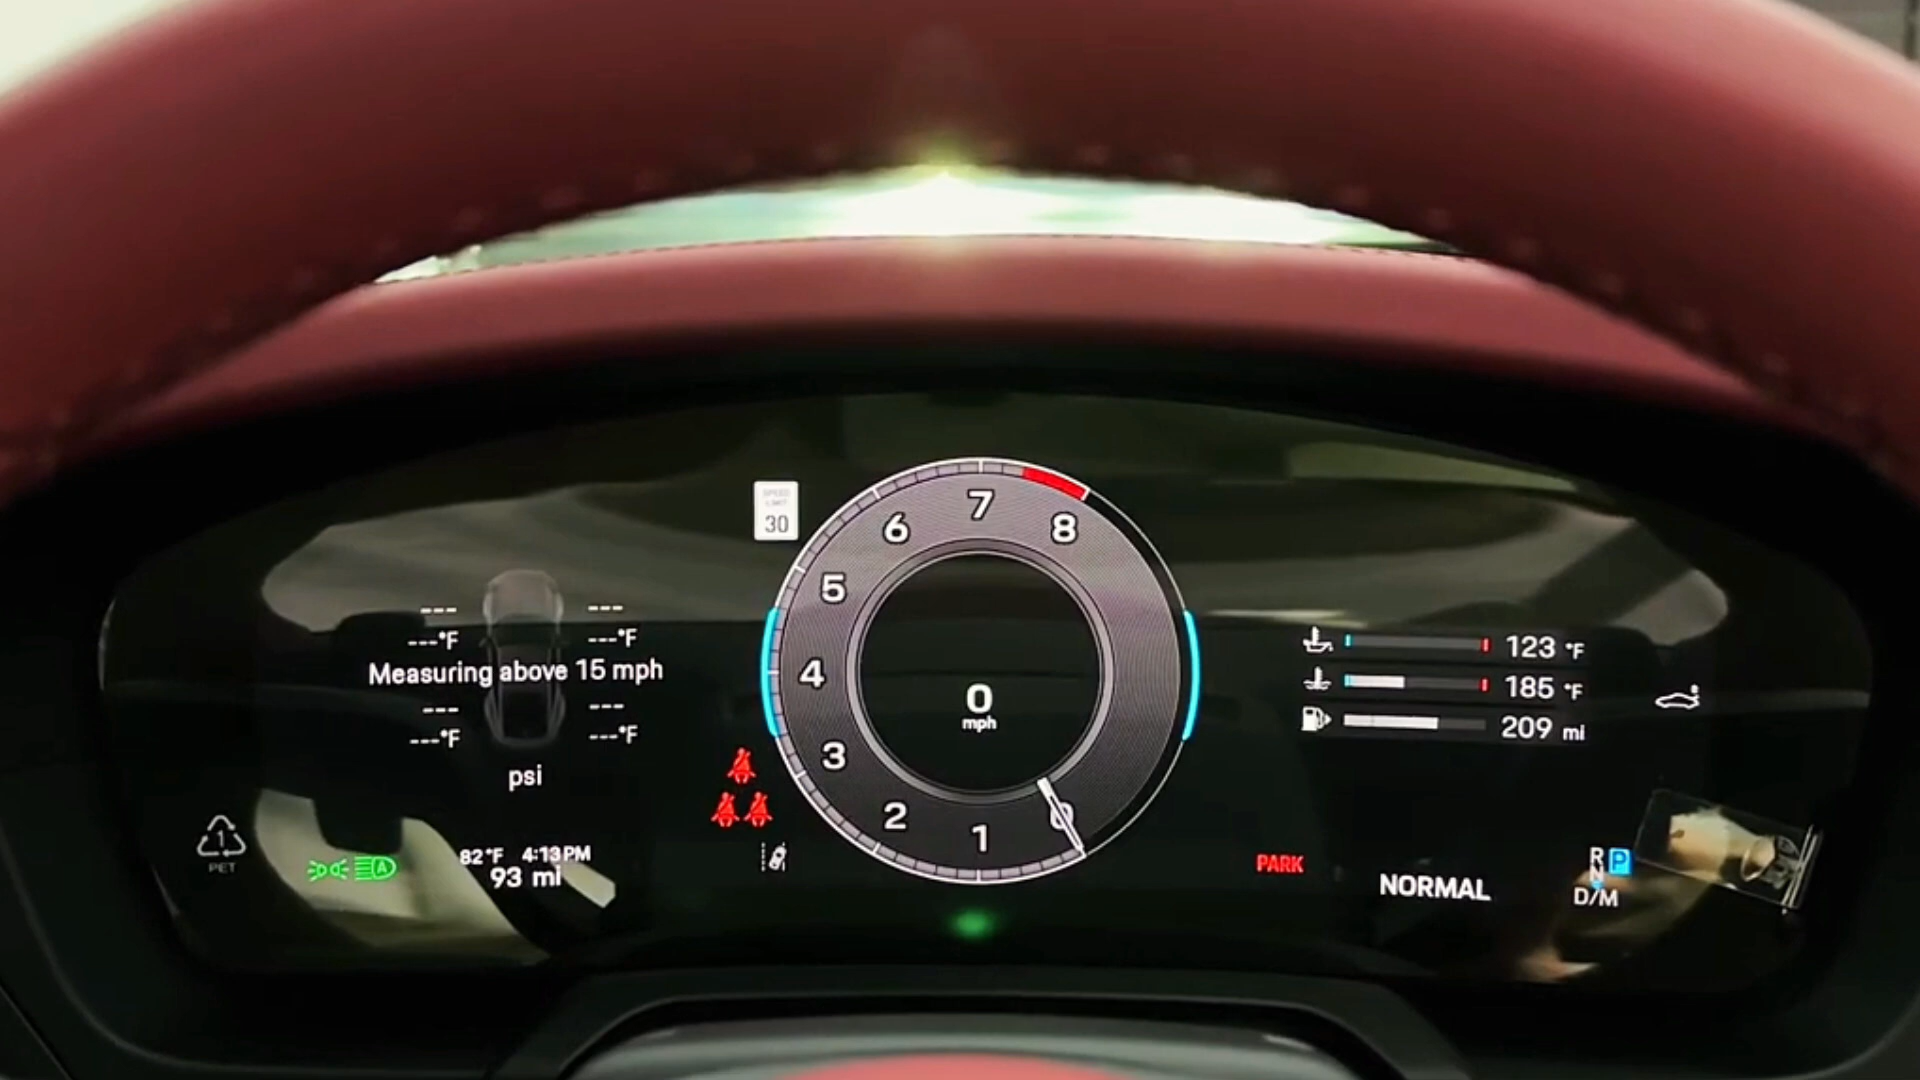 SPEED
LIMIT
30
--- ---
---°F ---°F
Measuring above 15 mph
--- ---
---°F ---°F
psi
1
PET
A
82°F 4:13PM
93 mi
7
6 8
5
4
3
2 0
1
0
mph
123 °F
185 °F
209 mi
PARK
NORMAL
R P
N
D/M